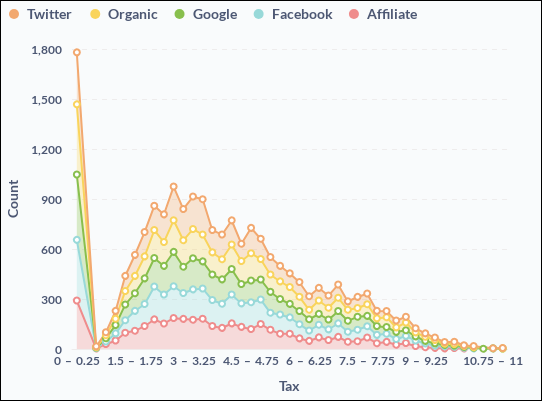 Twitter Organic Google Facebook Affiliate
1,800
1,500
1,200
900
600
300
0
Count
0 – 0.25 1.5 – 1.75 3 – 3.25 4.5 – 4.75 6 – 6.25 7.5 – 7.75 9 – 9.25 10.75 – 11
Tax